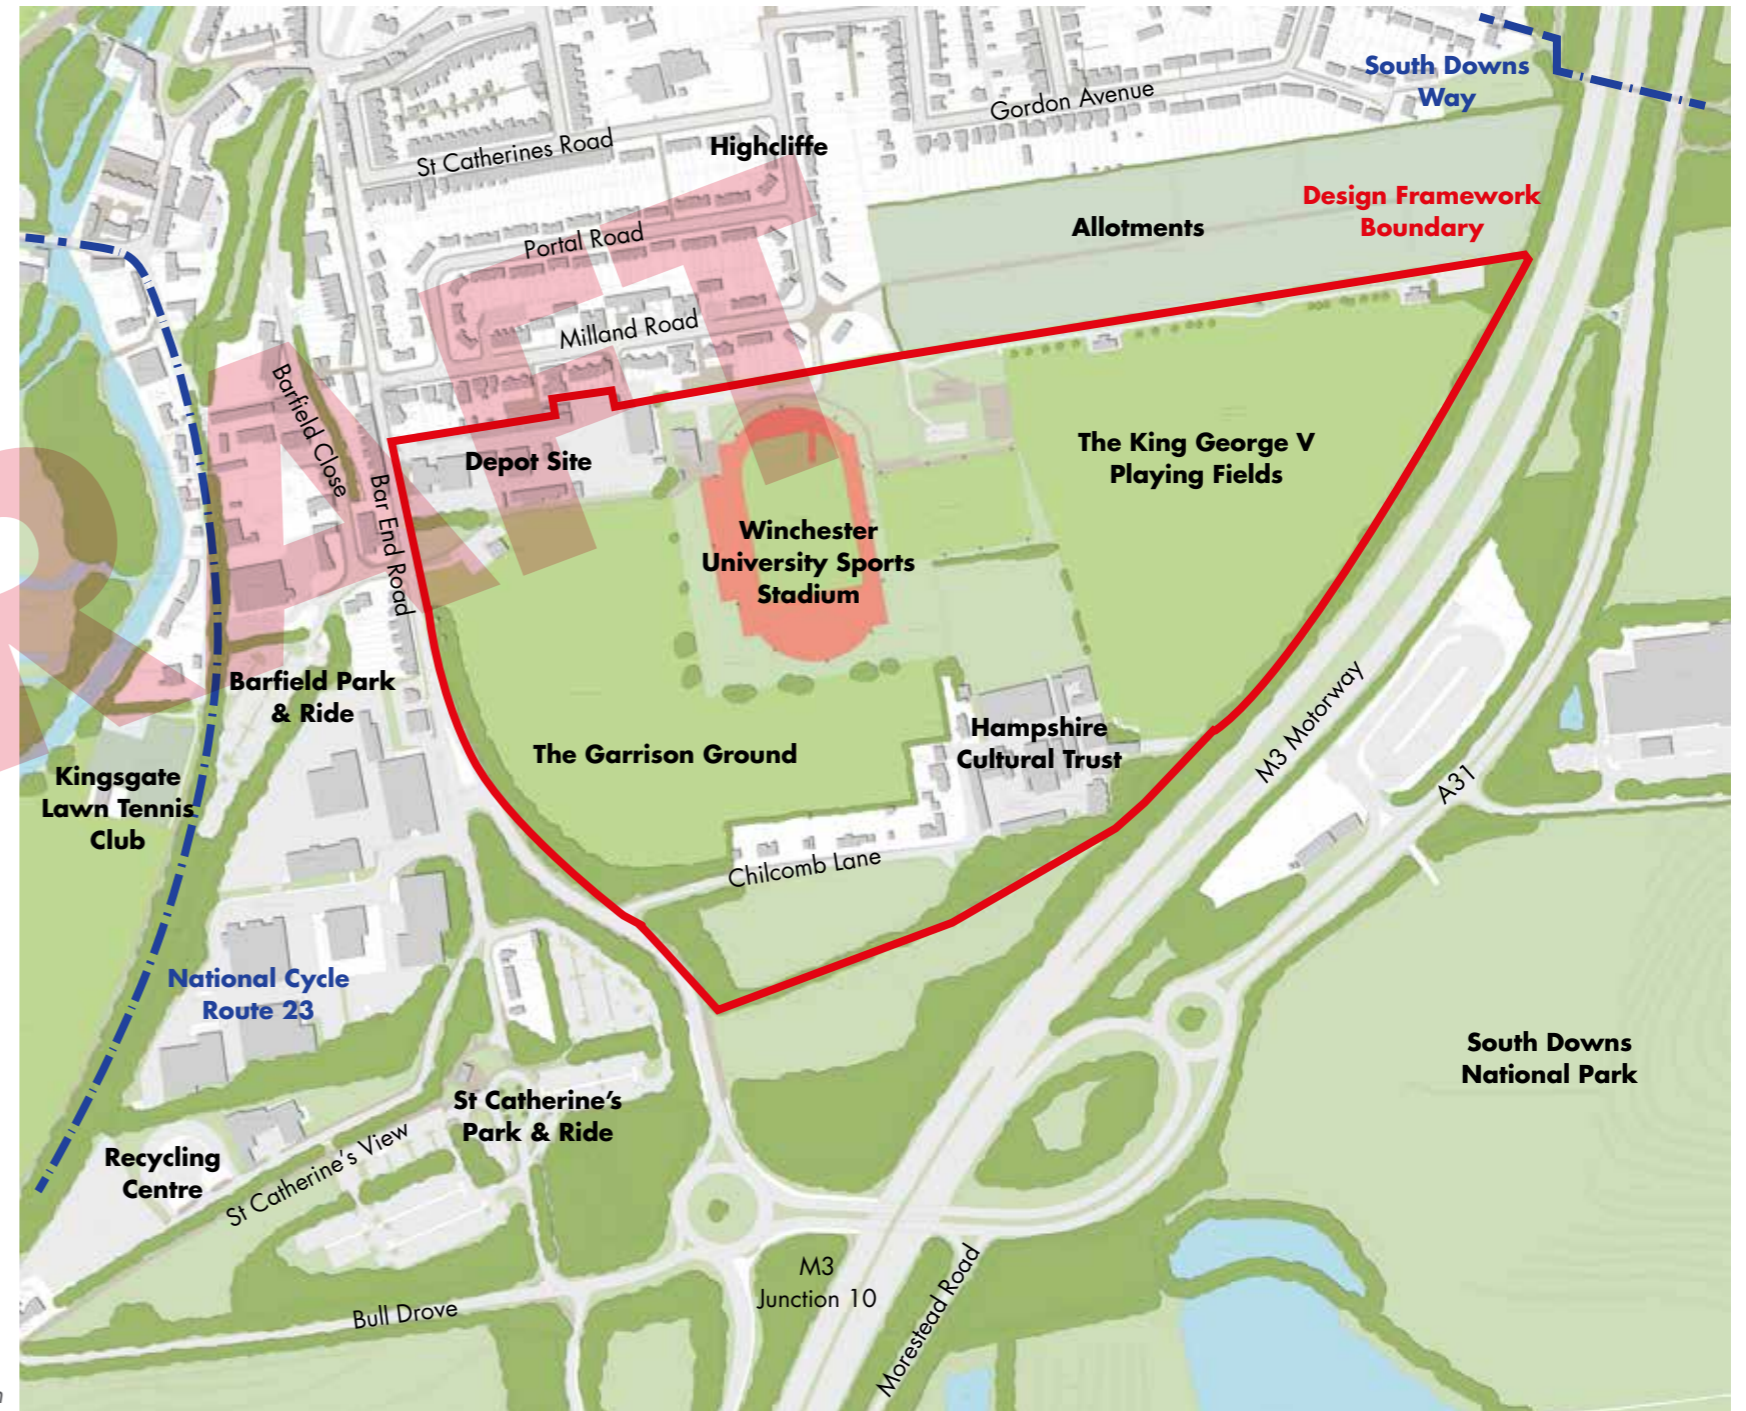 South Downs
Way
Gordon Avenue
St Catherines Road
Highcliffe
Design Framework
Boundary
Allotments
Portal Road
Milland Road
Barfield Close
Depot Site
Bar End Road
The King George V
Playing Fields
Winchester
University Sports
Stadium
Barfield Park
& Ride
The Garrison Ground
Hampshire
Cultural Trust
M3 Motorway
A31
Kingsgate
Lawn Tennis
Club
Chilcomb Lane
National Cycle
Route 23
South Downs
National Park
St Catherine's
Park & Ride
Recycling
Centre
St Catherine's View
M3
Junction 10
Bull Drove
Morestead Road
RAFT